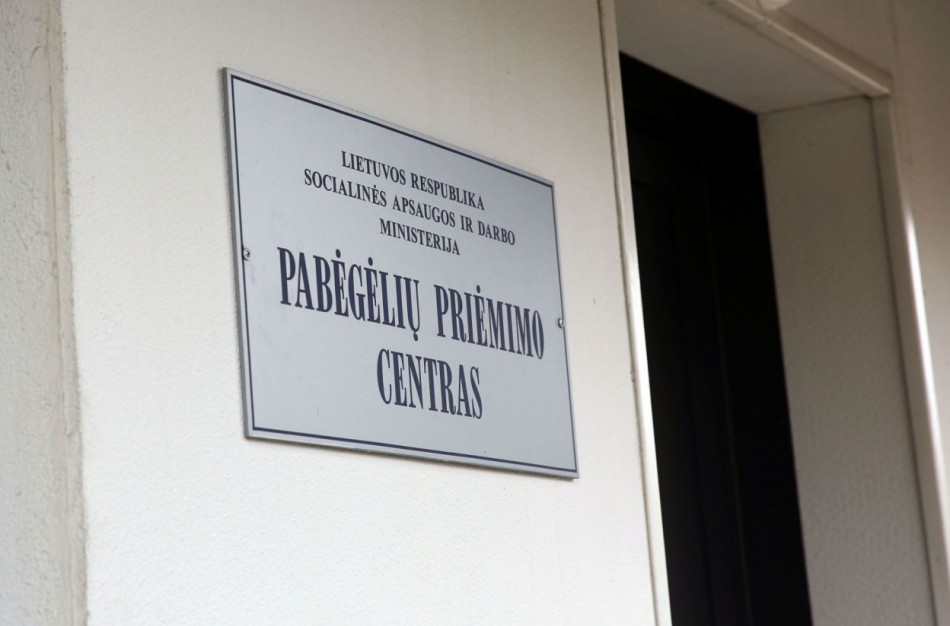 LIETUVOS RESPUBLIKA
SOCIALINĖS APSAUGOS IR DARBO
MINISTERIJA
PABĖGĖLIŲ PRIĖMIMO
CENTRAS